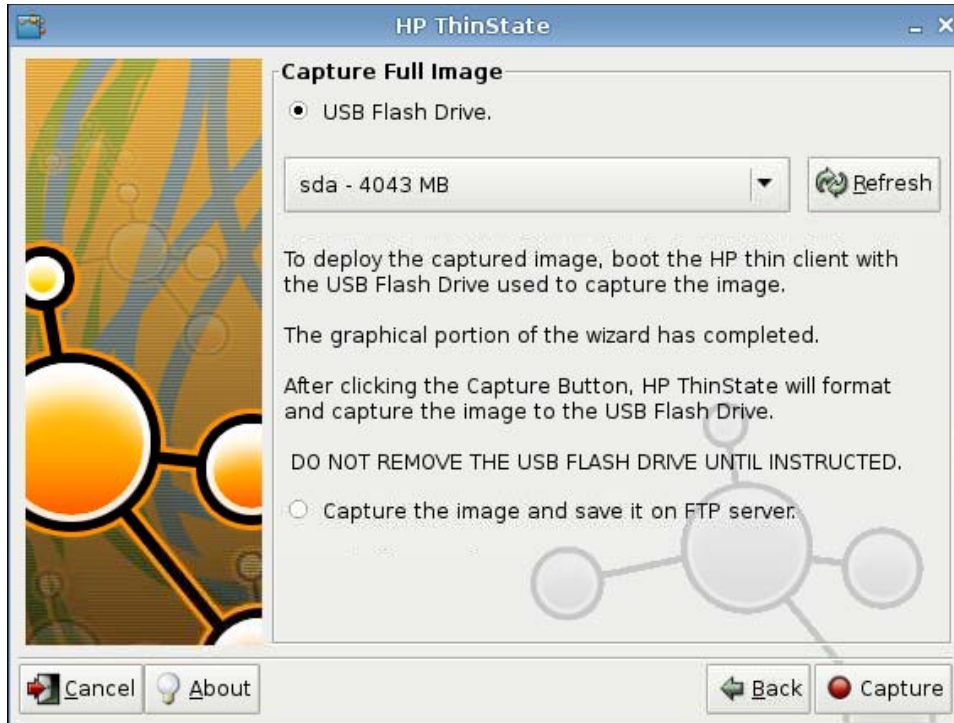 HP ThinState
Capture Full Image
USB Flash Drive.
sda - 4043 MB
Refresh
To deploy the captured image, boot the HP thin client with
the USB Flash Drive used to capture the image.
The graphical portion of the wizard has completed.
After clicking the Capture Button, HP ThinState will format
and capture the image to the USB Flash Drive.
DO NOT REMOVE THE USB FLASH DRIVE UNTIL INSTRUCTED.
Capture the image and save it on FTP server.
Cancel
About
Back
Capture